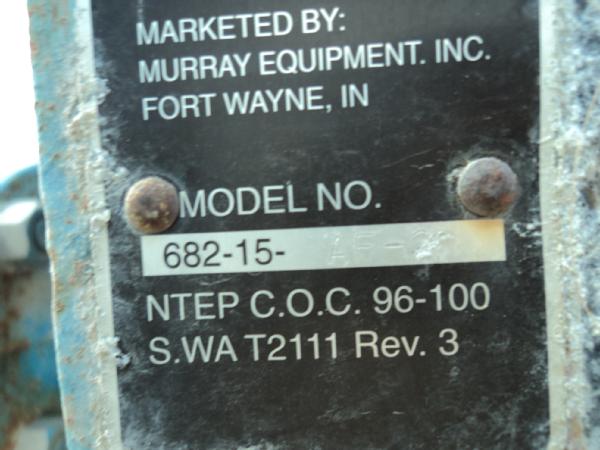 MARKETED BY:
MURRAY EQUIPMENT. INC.
FORT WAYNE, IN
MODEL NO.
682-15-
NTEP C.O.C. 96-100
S.WA T2111 Rev. 3